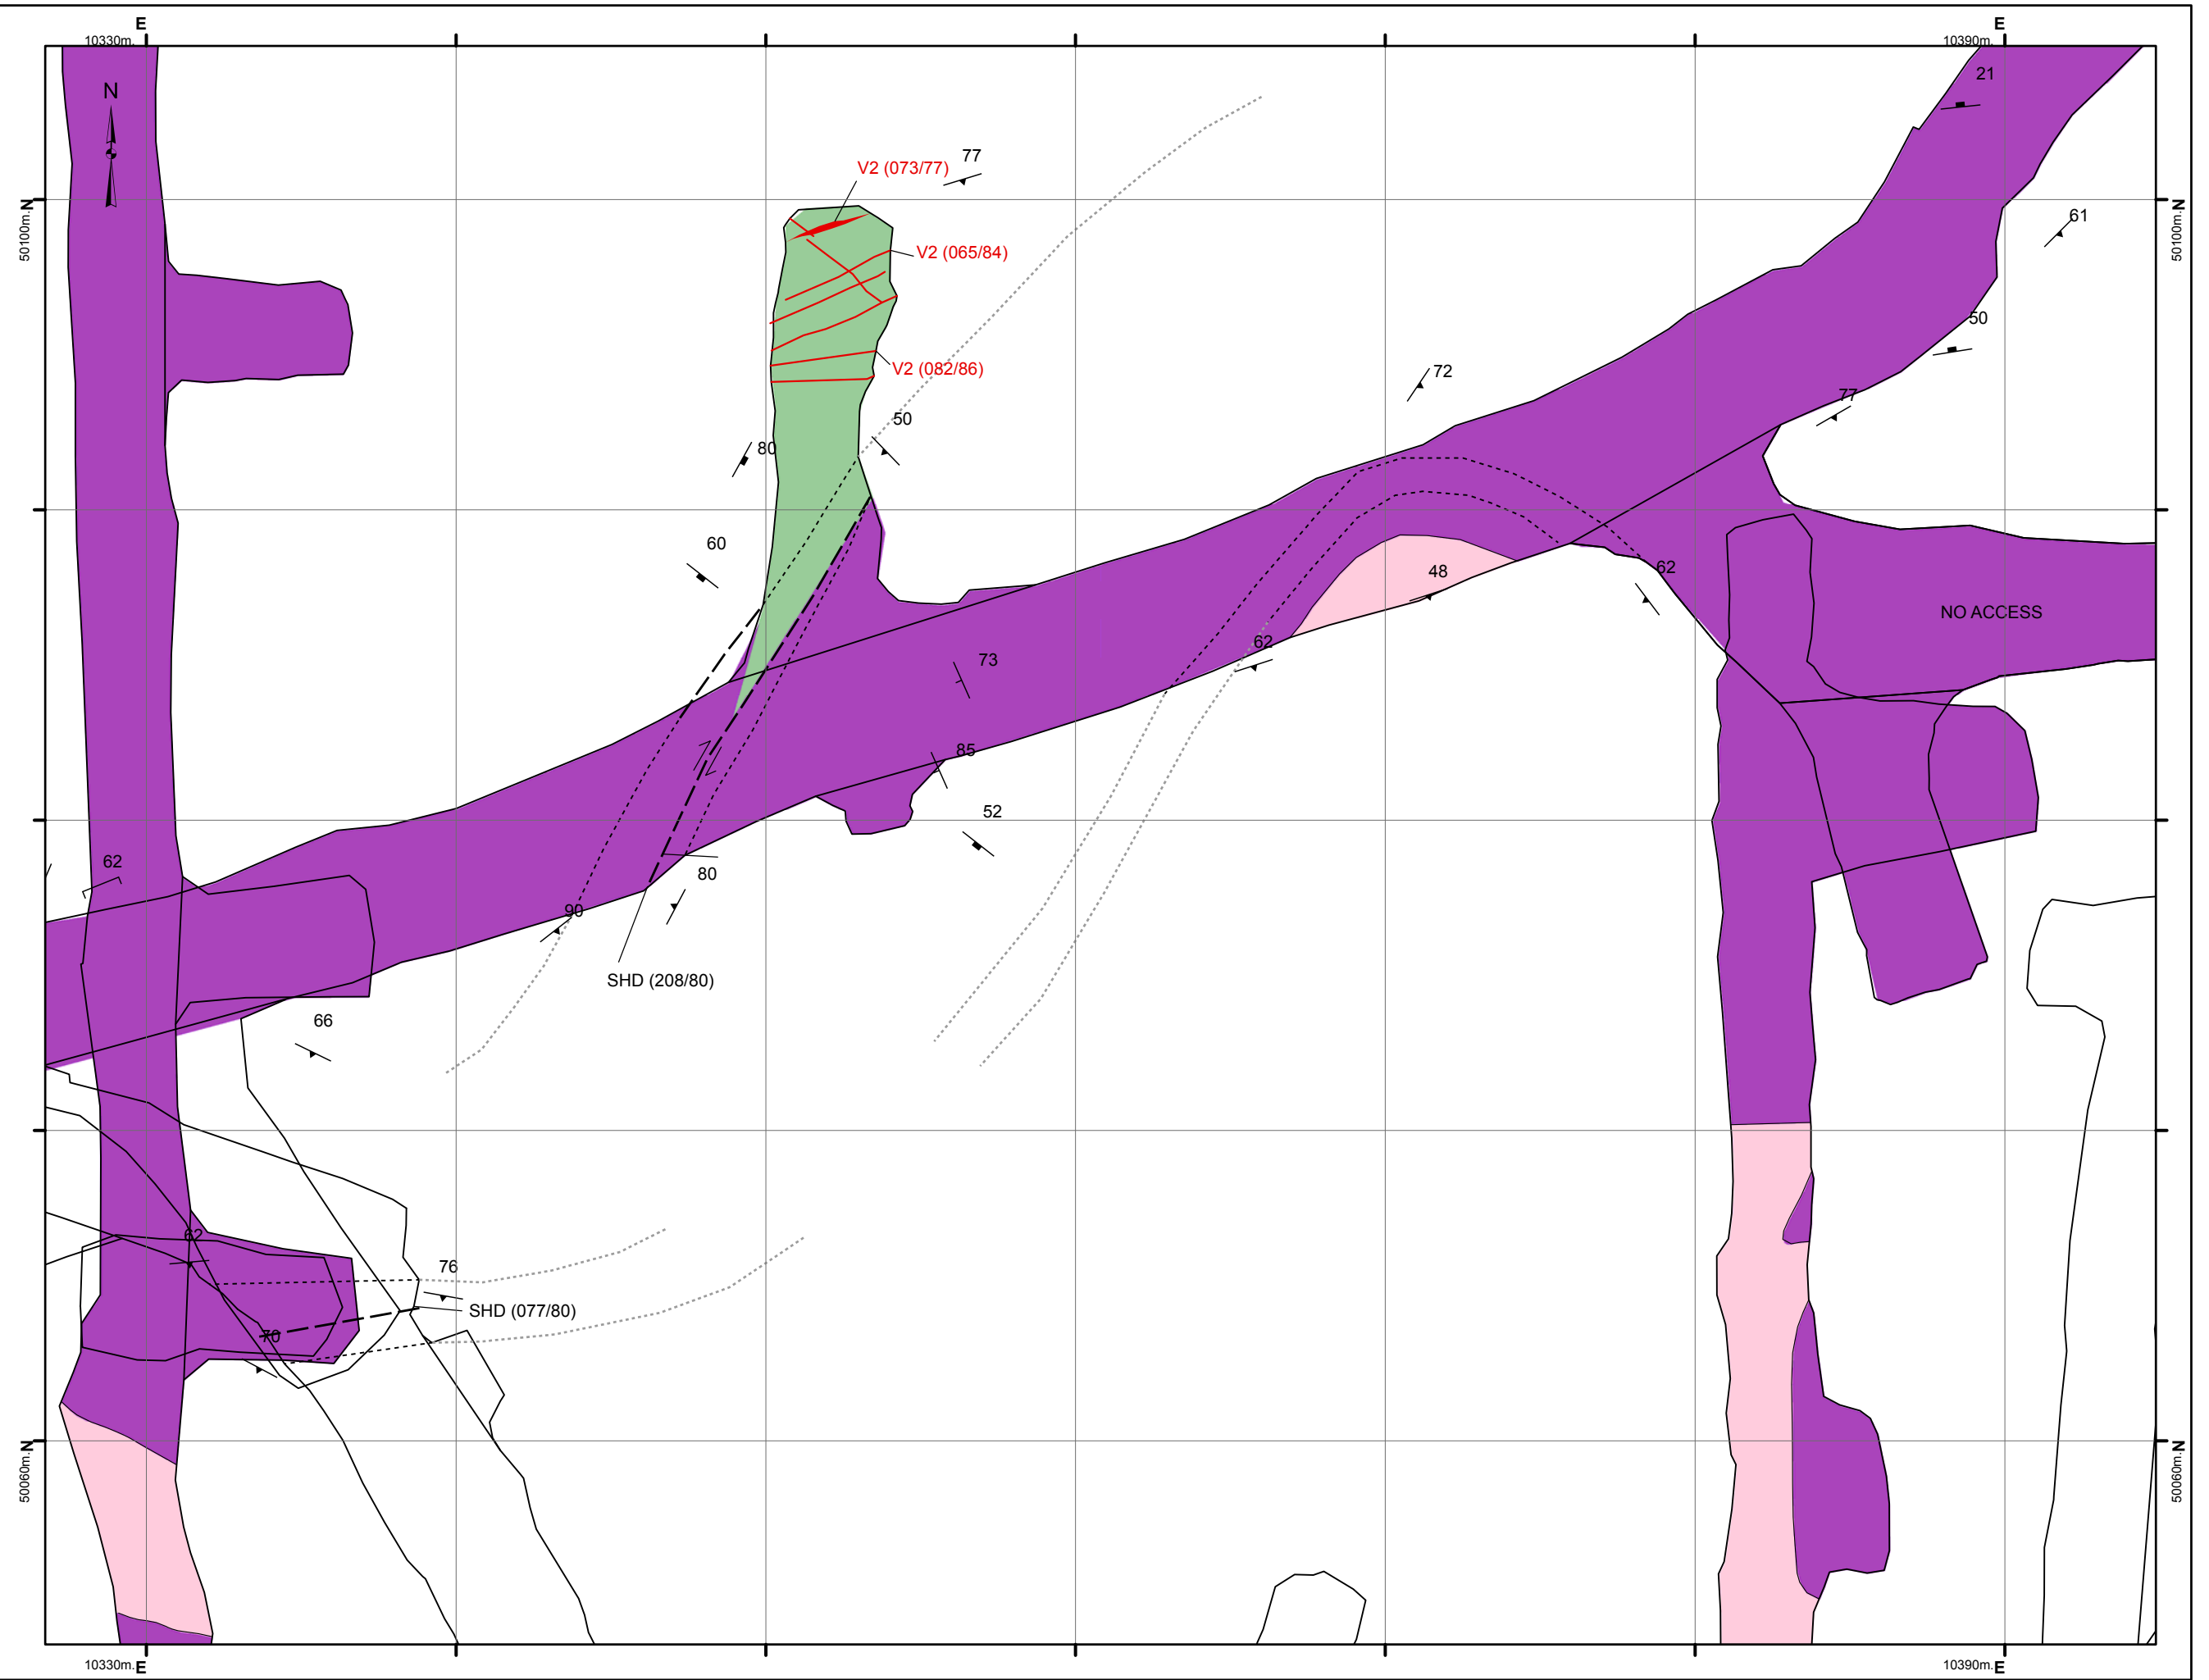 E
E
10330m.
10390m.
21
N
77
V2 (073/77)
50100m.
N
N
50100m.
61
V2 (065/84)
50
V2 (082/86)
72
77
50
80
60
48
62
NO ACCESS
62
73
85
52
62
80
90
SHD (208/80)
66
62
76
SHD (077/80)
70
50060m.
N
N
50060m.
10330m.
E
10390m.
E